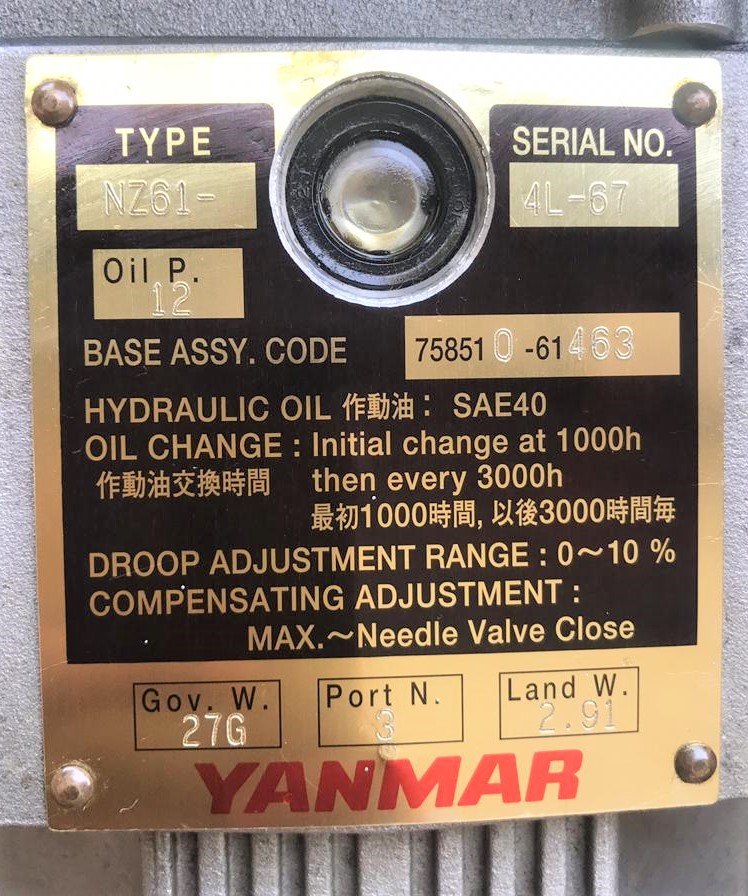 TYPE
NZ61-
SERIAL NO.
4L-67
Oil P.
12
BASE ASSY. CODE 758510-61463
HYDRAULIC OIL 作動油: SAE40
OIL CHANGE : Initial change at 1000h
作動油交換時間 then every 3000h
最初1000時間, 以後3000時間毎
DROOP ADJUSTMENT RANGE : 0~10 %
COMPENSATING ADJUSTMENT :
MAX.~Needle Valve Close
Gov. W.
27G
Port N.
3
Land W.
2.91
YANMAR